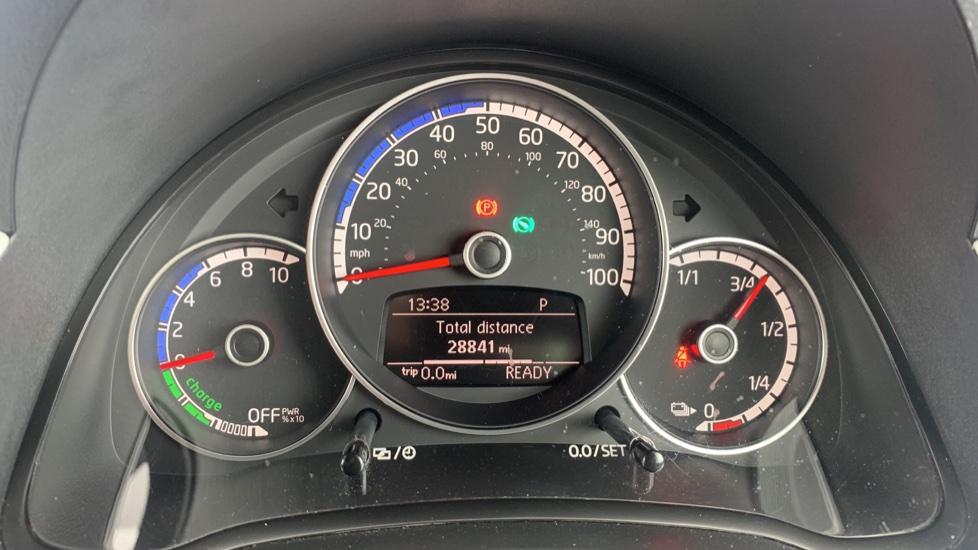 50
40
60
30
70
20
80
10
90
mph
0
100
80
60
100
40
120
20
140
km/h
P
13:38 P
Total distance
28841 mi
trip 0.0 mi READY
10
8
6
4
2
0
charge
OFF PWR % x10
1/1
3/4
1/2
1/4
0
0.0/SET